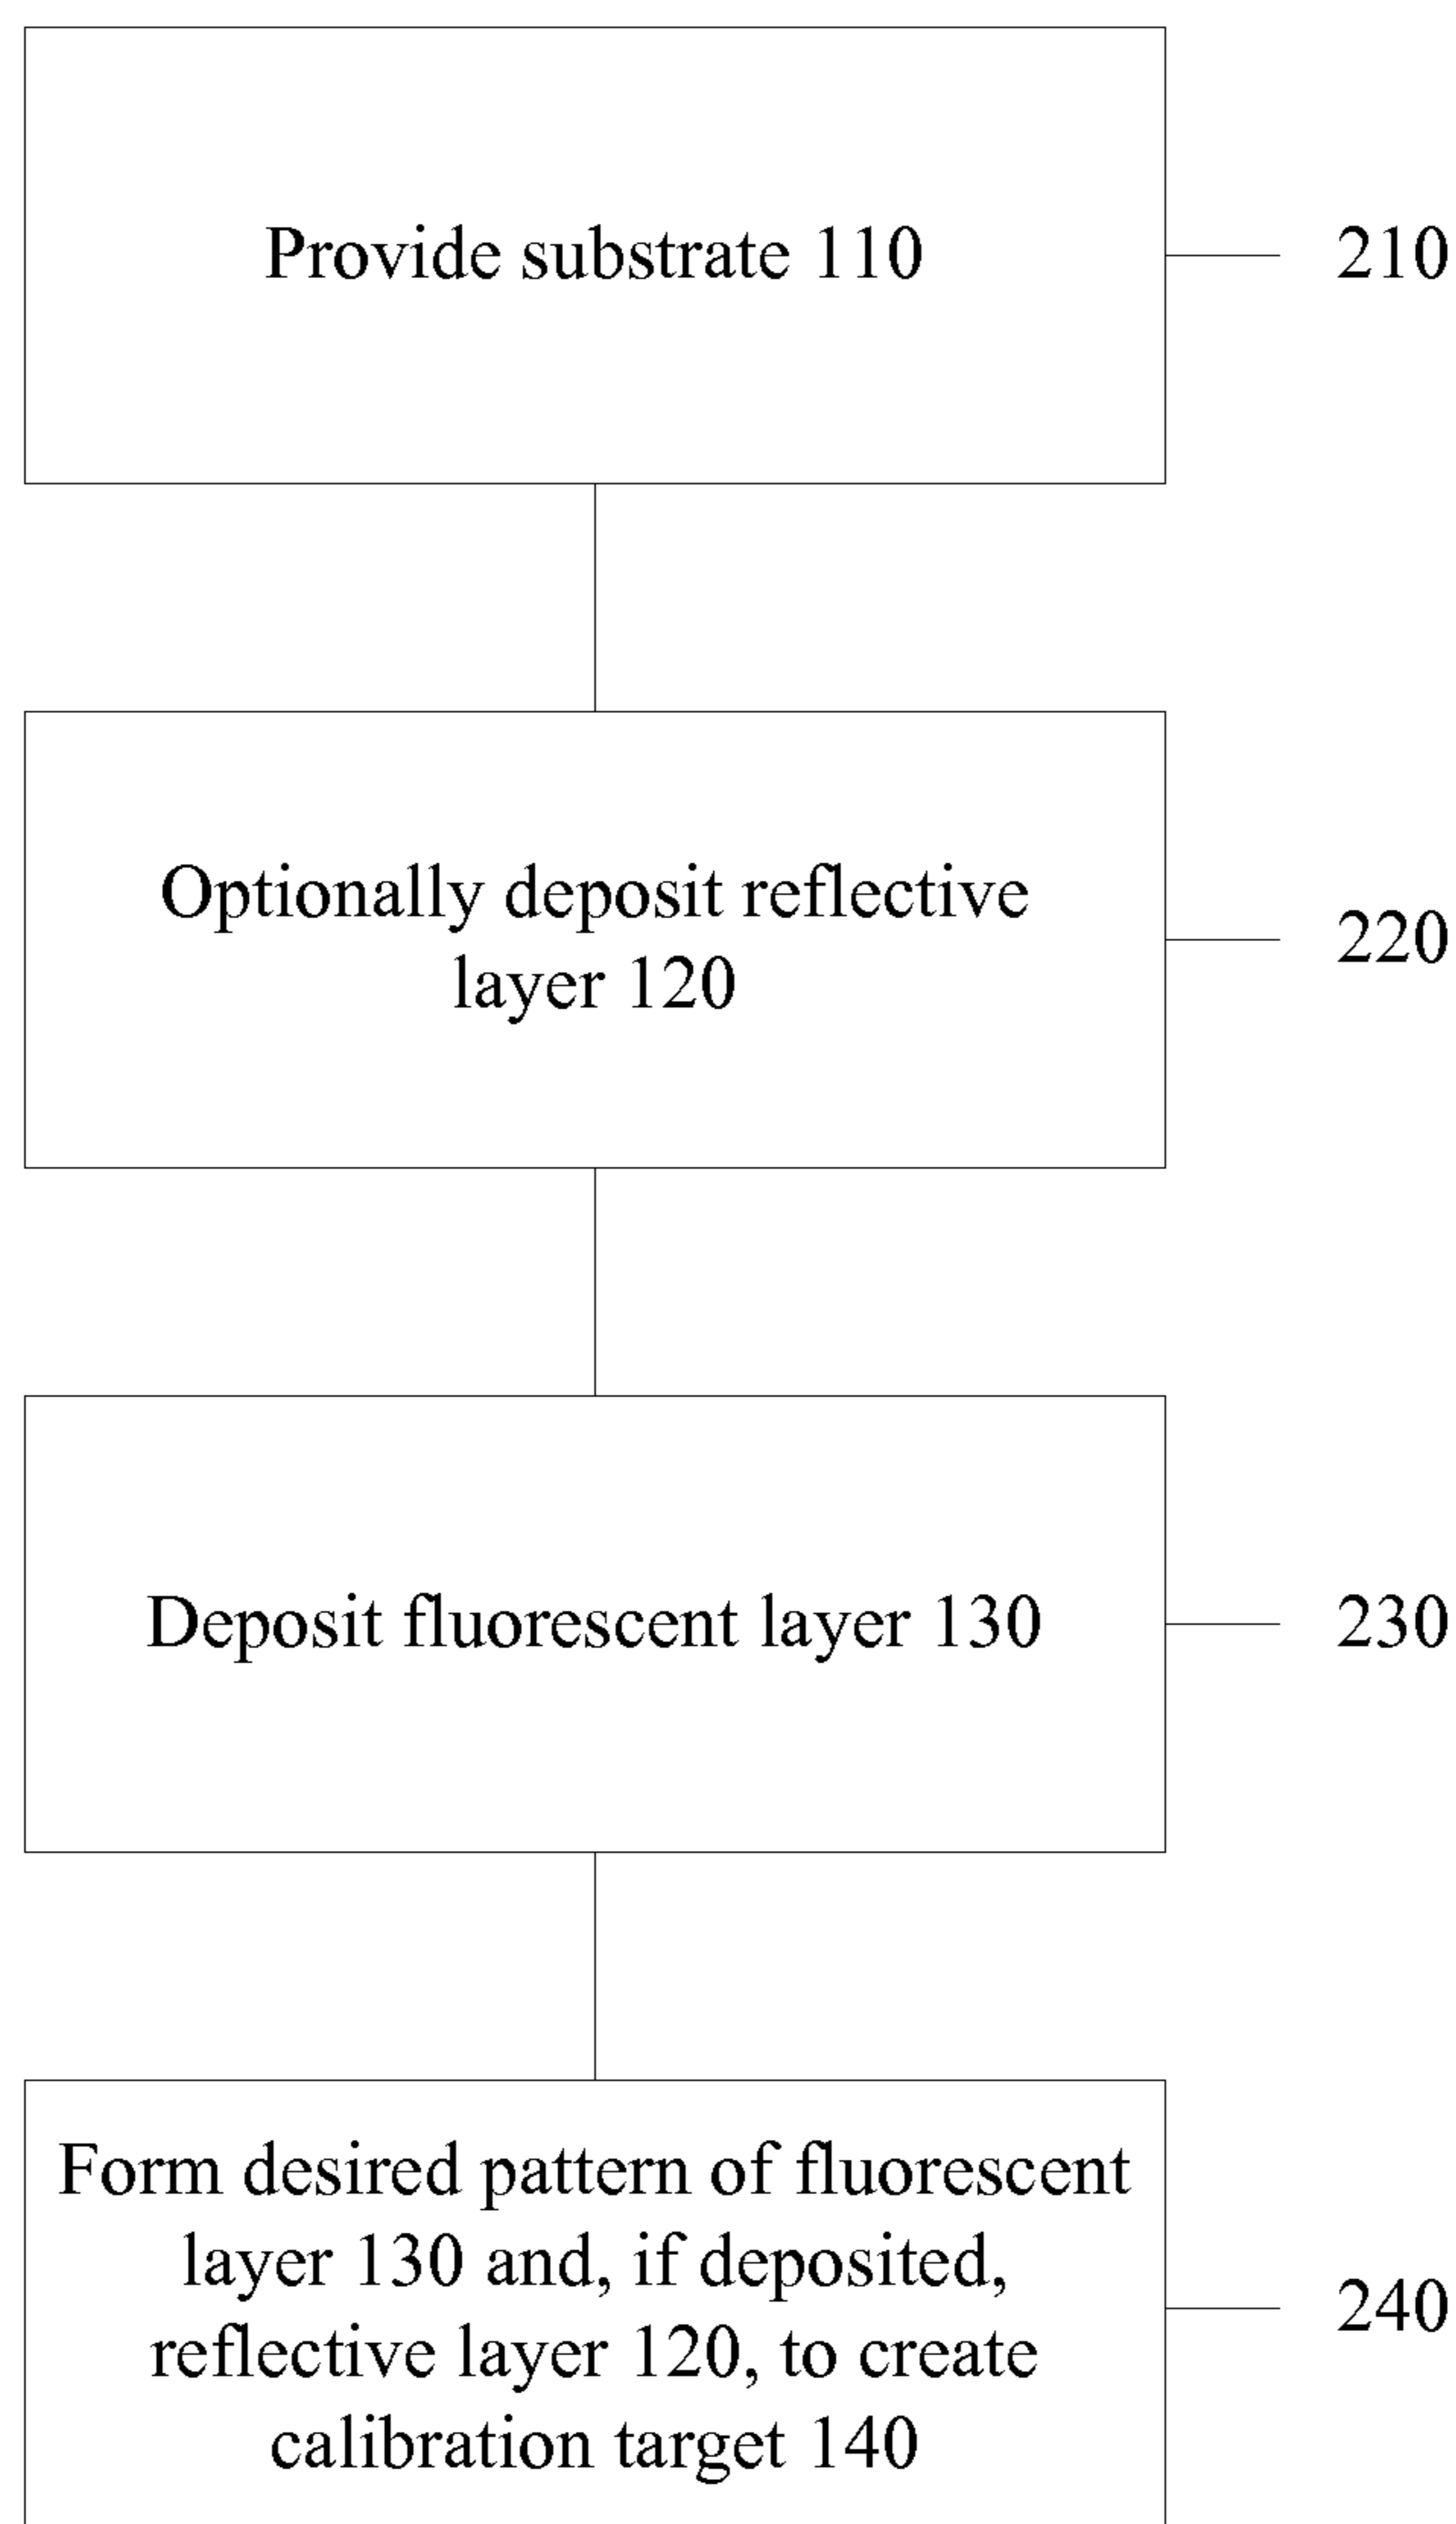 Provide substrate 110
210
Optionally deposit reflective
layer 120
220
Deposit fluorescent layer 130
230
Form desired pattern of fluorescent
layer 130 and, if deposited,
reflective layer 120, to create
calibration target 140
240